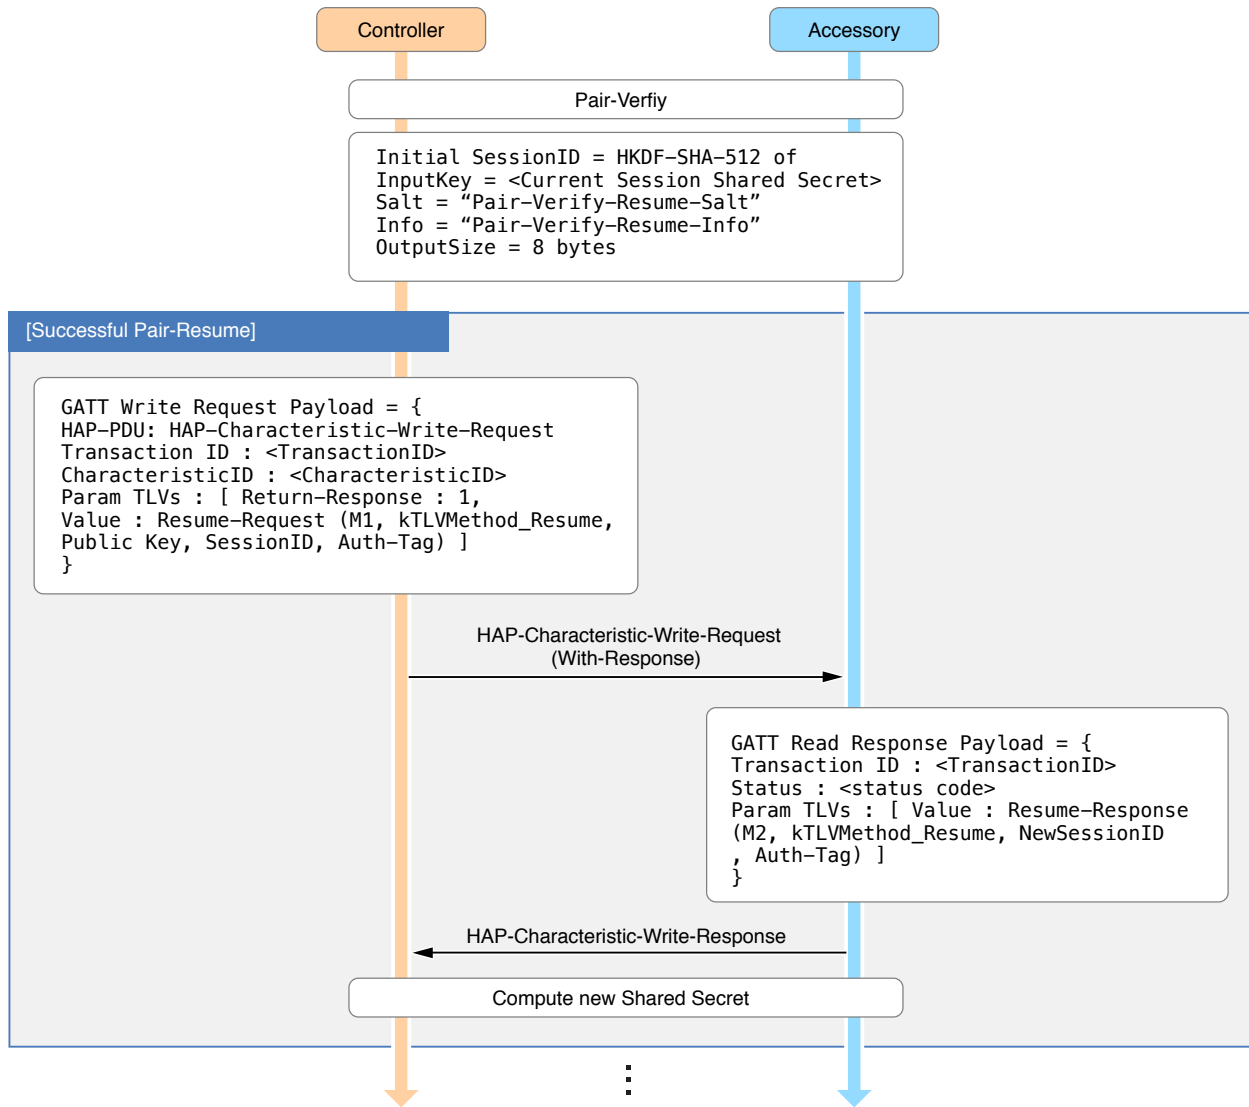 Controller
Accessory
Pair-Verfiy
Initial SessionID = HKDF-SHA-512 of
InputKey = <Current Session Shared Secret>
Salt = “Pair-Verify-Resume-Salt”
Info = “Pair-Verify-Resume-Info”
OutputSize = 8 bytes
[Successful Pair-Resume]
GATT Write Request Payload = {
HAP-PDU: HAP-Characteristic-Write-Request
Transaction ID : <TransactionID>
CharacteristicID : <CharacteristicID>
Param TLVs : [ Return-Response : 1,
Value : Resume-Request (M1, kTLVMethod_Resume,
Public Key, SessionID, Auth-Tag) ]
}
HAP-Characteristic-Write-Request
(With-Response)
GATT Read Response Payload = {
Transaction ID : <TransactionID>
Status : <status code>
Param TLVs : [ Value : Resume-Response
(M2, kTLVMethod_Resume, NewSessionID
, Auth-Tag) ]
}
HAP-Characteristic-Write-Response
Compute new Shared Secret